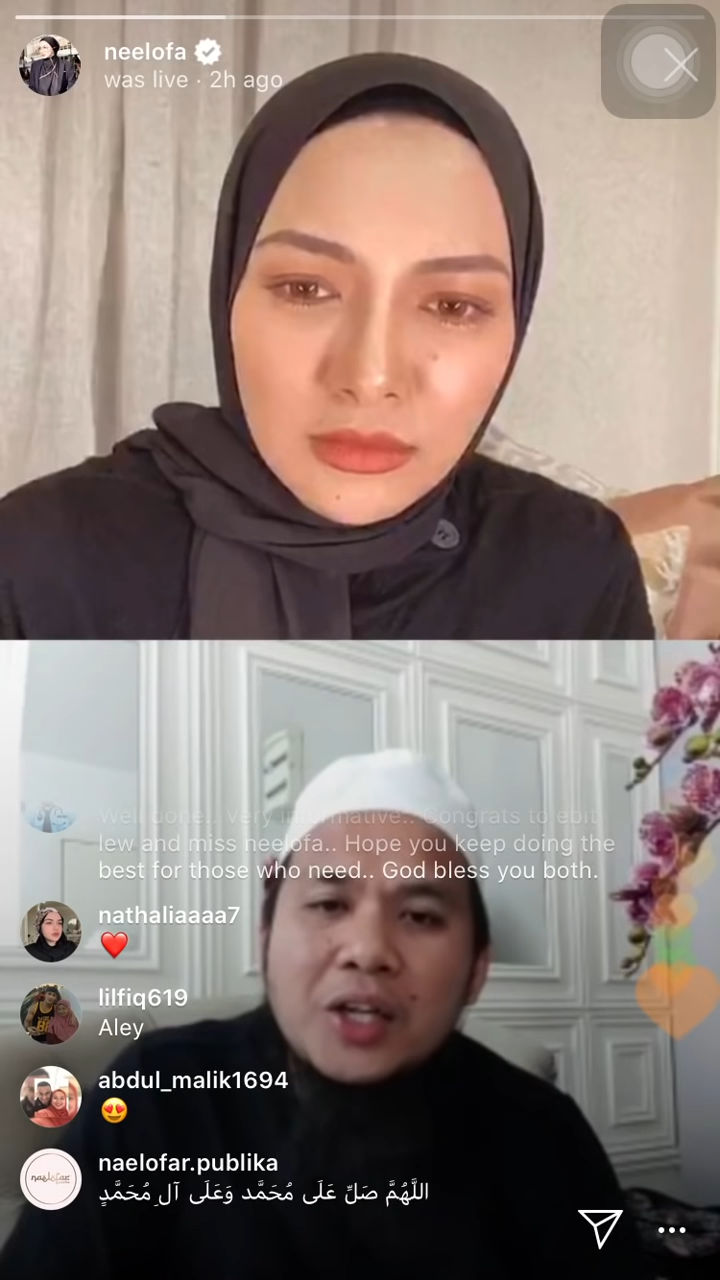 neelofa
was live · 2h ago
Well done.. Very informative.. Congrats to ebit
lew and miss neelofa.. Hope you keep doing the
best for those who need.. God bless you both.
nathaliaaaa7
❤️
lilfiq619
Aley
abdul_malik1694
😍
naelofar.publika
اللَّهُمَّ صَلِّ عَلَى مُحَمَّد وَعَلَى آلِ مُحَمَّدٍ